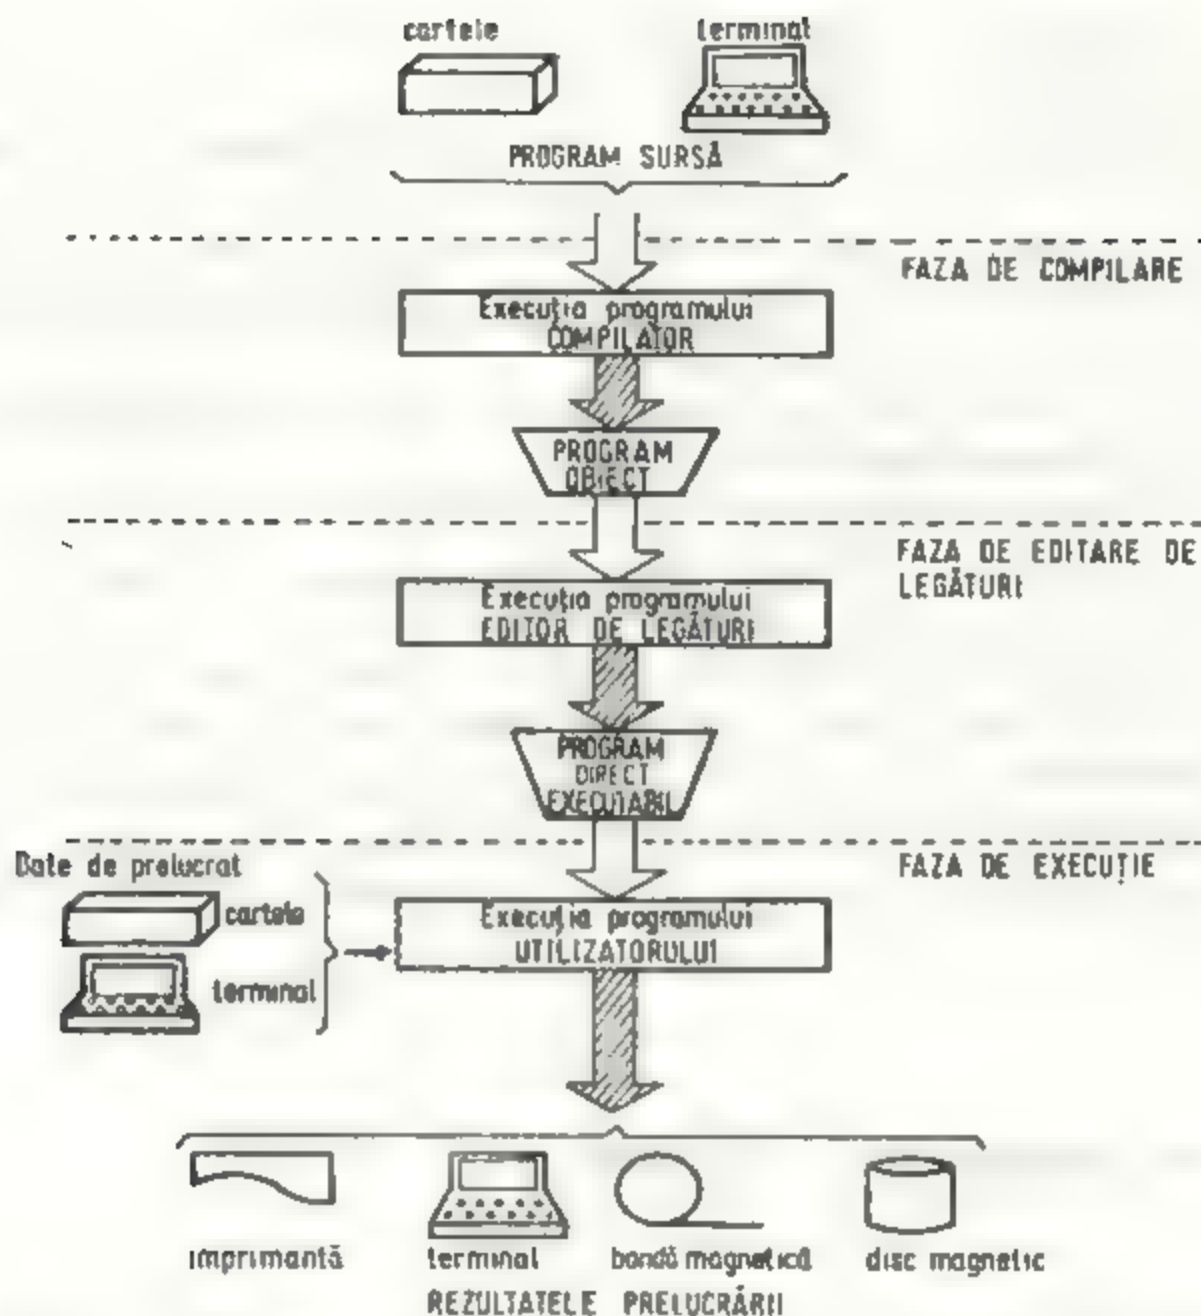 cartele
terminal
PROGRAM SURSĂ
FAZA DE COMPILARE
Execuția programului
COMPILATOR
PROGRAM
OBIECT
FAZA DE EDITARE DE
LEGĂTURI
Execuția programului
EDITOR DE LEGĂTURI
PROGRAM
DIRECT
EXECUTABIL
FAZA DE EXECUȚIE
Date de prelucrat
cartele
terminal
Execuția programului
UTILIZATORULUI
imprimantă
terminal
bandă magnetică
disc magnetic
REZULTATELE PRELUCRĂRII